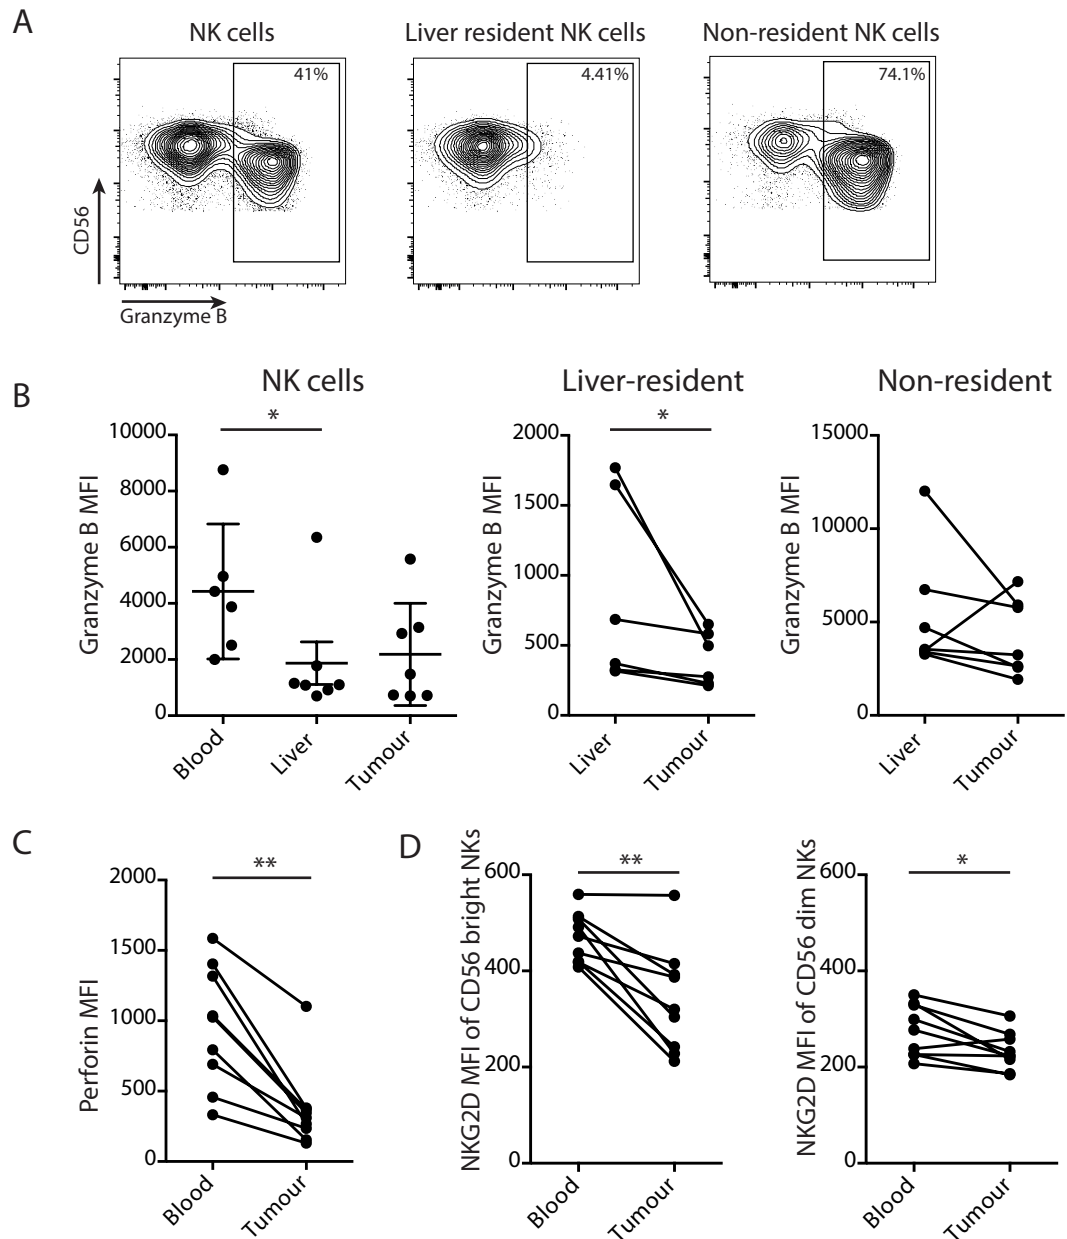 A
NK cells
Liver resident NK cells
Non-resident NK cells
41%
4.41%
74.1%
CD56
Granzyme B
B
NK cells
Liver-resident
Non-resident
*
*
Granzyme B MFI
10000
8000
6000
4000
2000
0
Blood
Liver
Tumour
Granzyme B MFI
2000
1500
1000
500
0
Liver
Tumour
Granzyme B MFI
15000
10000
5000
0
Liver
Tumour
C
**
Perforin MFI
2000
1500
1000
500
0
Blood
Tumour
D
**
NKG2D MFI of CD56 bright NKs
600
400
200
0
Blood
Tumour
*
NKG2D MFI of CD56 dim NKs
600
400
200
0
Blood
Tumour